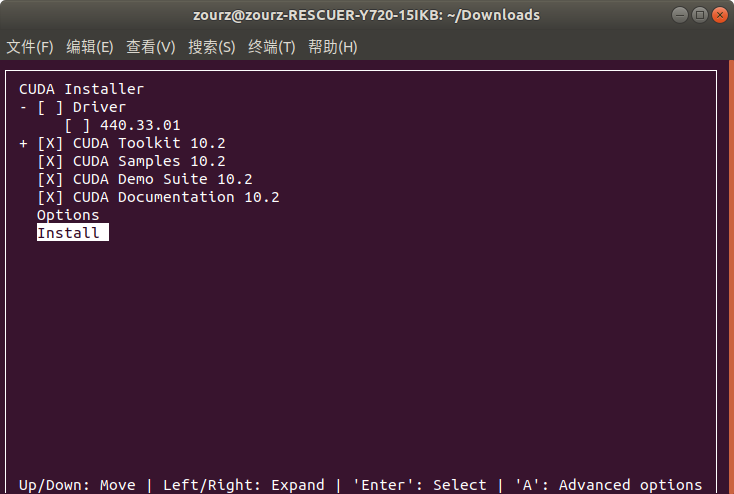 zourz@zourz-RESCUER-Y720-15IKB: ~/Downloads
文件(F) 编辑(E) 查看(V) 搜索(S) 终端(T) 帮助(H)
CUDA Installer
- [ ] Driver
[ ] 440.33.01
+ [X] CUDA Toolkit 10.2
[X] CUDA Samples 10.2
[X] CUDA Demo Suite 10.2
[X] CUDA Documentation 10.2
Options
Install
Up/Down: Move | Left/Right: Expand | 'Enter': Select | 'A': Advanced options